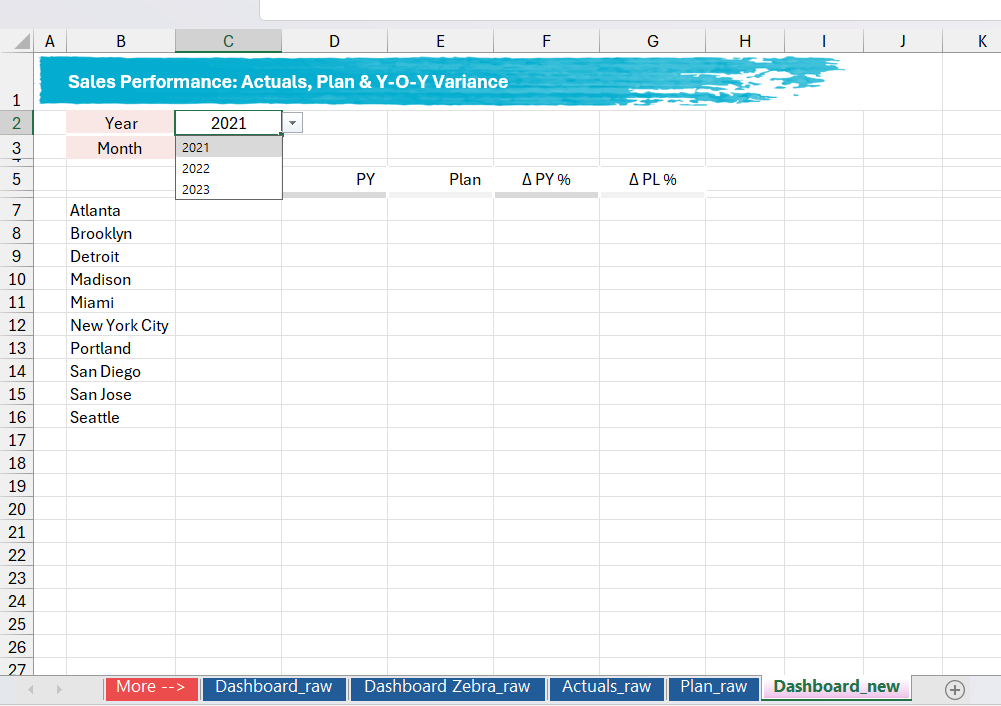 A B C D E F G H I J K
1 Sales Performance: Actuals, Plan & Y-O-Y Variance
2 Year 2021
3 Month 2021
4
2022
5 PY Plan Δ PY % Δ PL %
2023
7 Atlanta
8 Brooklyn
9 Detroit
10 Madison
11 Miami
12 New York City
13 Portland
14 San Diego
15 San Jose
16 Seattle
17
18
19
20
21
22
23
24
25
26
27
More --> Dashboard_raw Dashboard Zebra_raw Actuals_raw Plan_raw Dashboard_new